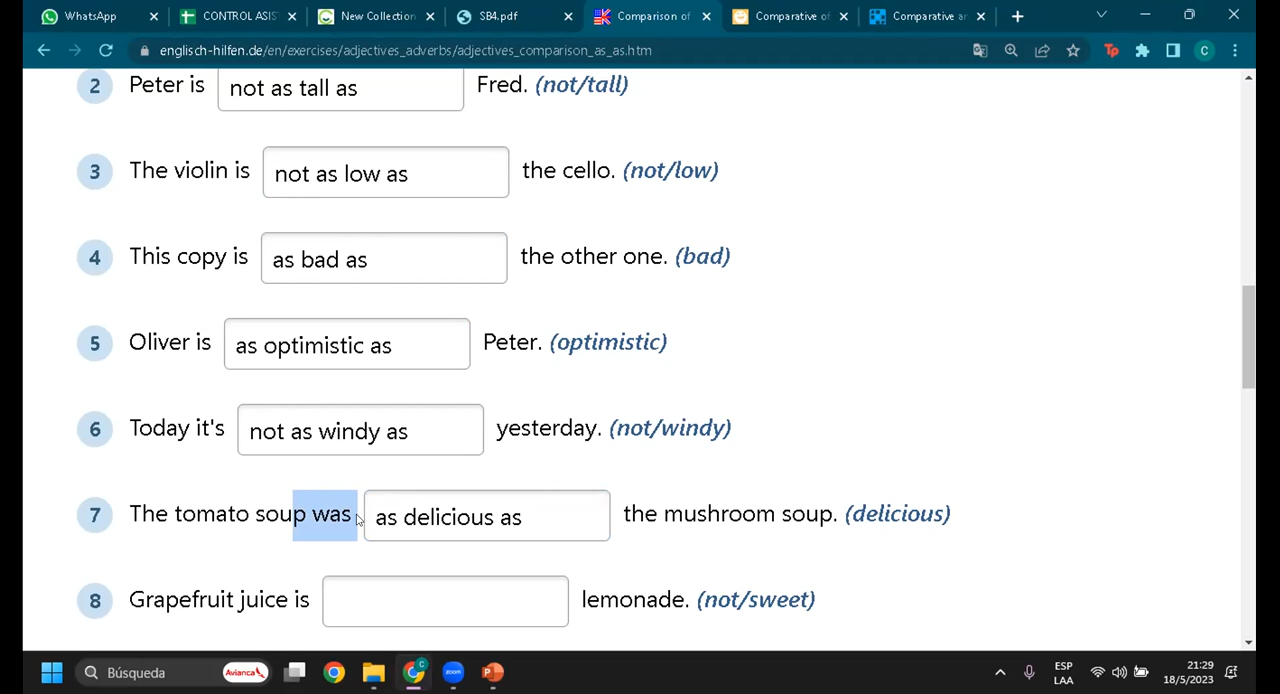 WhatsApp CONTROL ASIS New Collection SB4.pdf Comparison of Comparative of Comparative a
englisch-hilfen.de/en/exercises/adjectives_adverbs/adjectives_comparison_as_as.htm Tp C
2 Peter is not as tall as Fred. (not/tall)
3 The violin is not as low as the cello. (not/low)
4 This copy is as bad as the other one. (bad)
5 Oliver is as optimistic as Peter. (optimistic)
6 Today it's not as windy as yesterday. (not/windy)
7 The tomato soup was as delicious as the mushroom soup. (delicious)
8 Grapefruit juice is lemonade. (not/sweet)
Búsqueda Avianca C zoom P ESP 21:29
LAA 18/5/2023